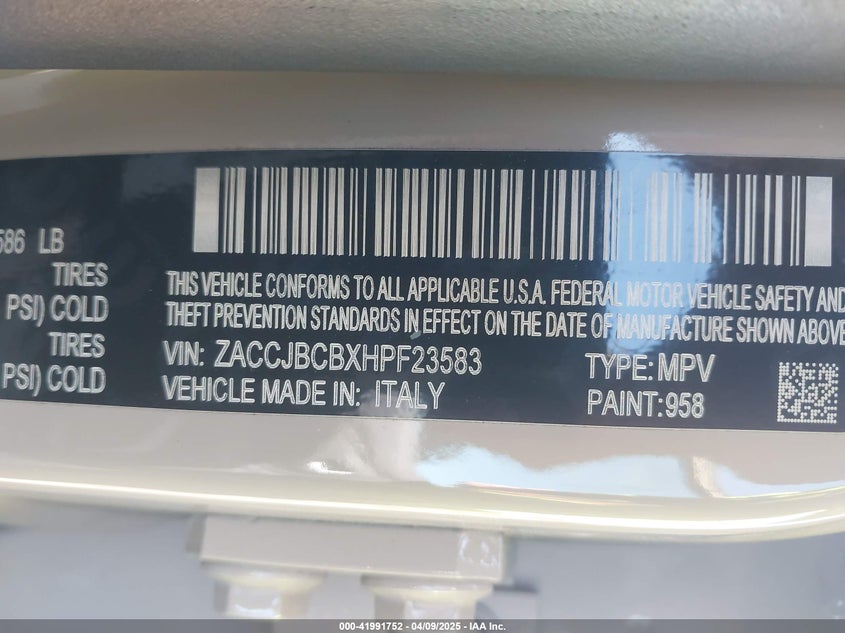 586 LB
TIRES
PSI) COLD
TIRES
PSI) COLD
THIS VEHICLE CONFORMS TO ALL APPLICABLE U.S.A. FEDERAL MOTOR VEHICLE SAFETY AND
THEFT PREVENTION STANDARDS IN EFFECT ON THE DATE OF MANUFACTURE SHOWN ABOVE
VIN: ZACCJBCBXHPF23583
TYPE: MPV
VEHICLE MADE IN: ITALY
PAINT:958
000-41991752 | 04/09/2025 - IAA Inc.